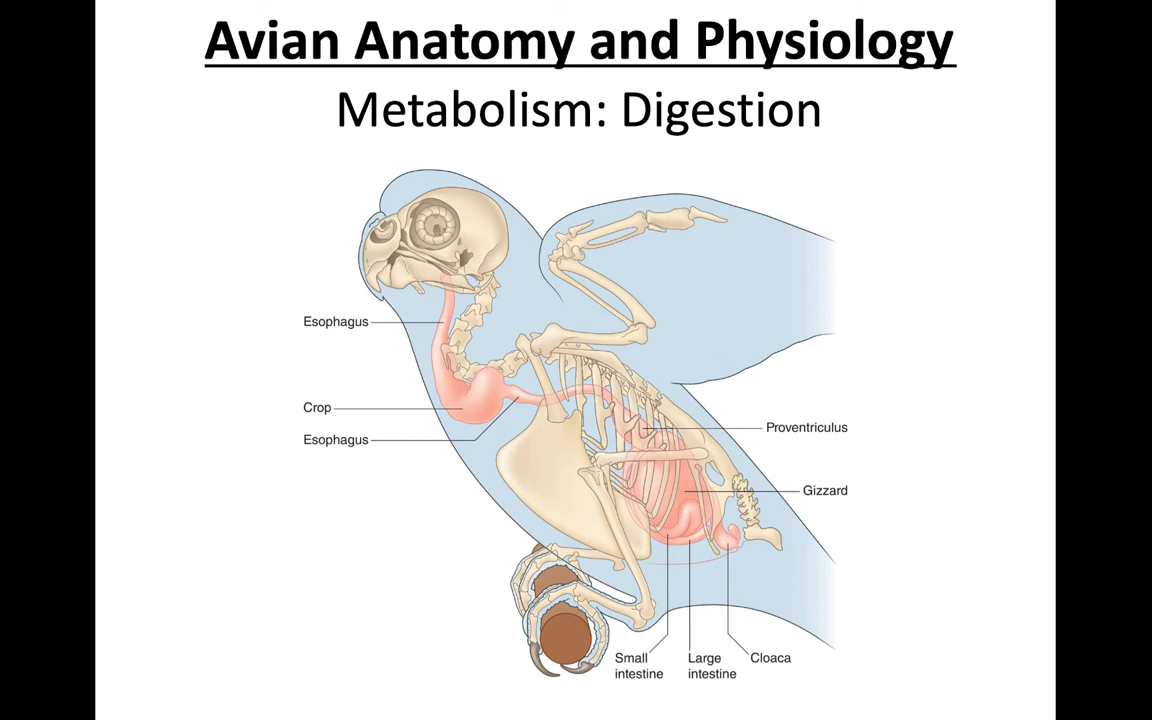 Avian Anatomy and Physiology
Metabolism: Digestion
Esophagus
Crop
Esophagus
Proventriculus
Gizzard
Small
intestine
Large
intestine
Cloaca